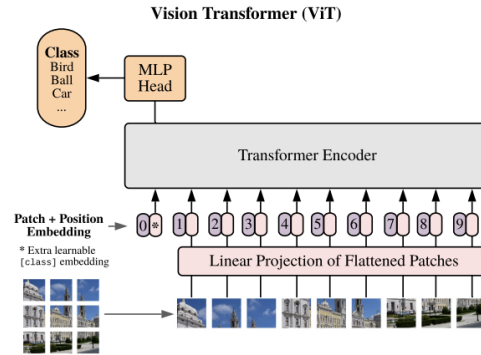 Vision Transformer (ViT)
Class
Bird
Ball
Car
...
MLP
Head
Transformer Encoder
Patch + Position
Embedding
* Extra learnable
[class] embedding
0 * 1 2 3 4 5 6 7 8 9
Linear Projection of Flattened Patches